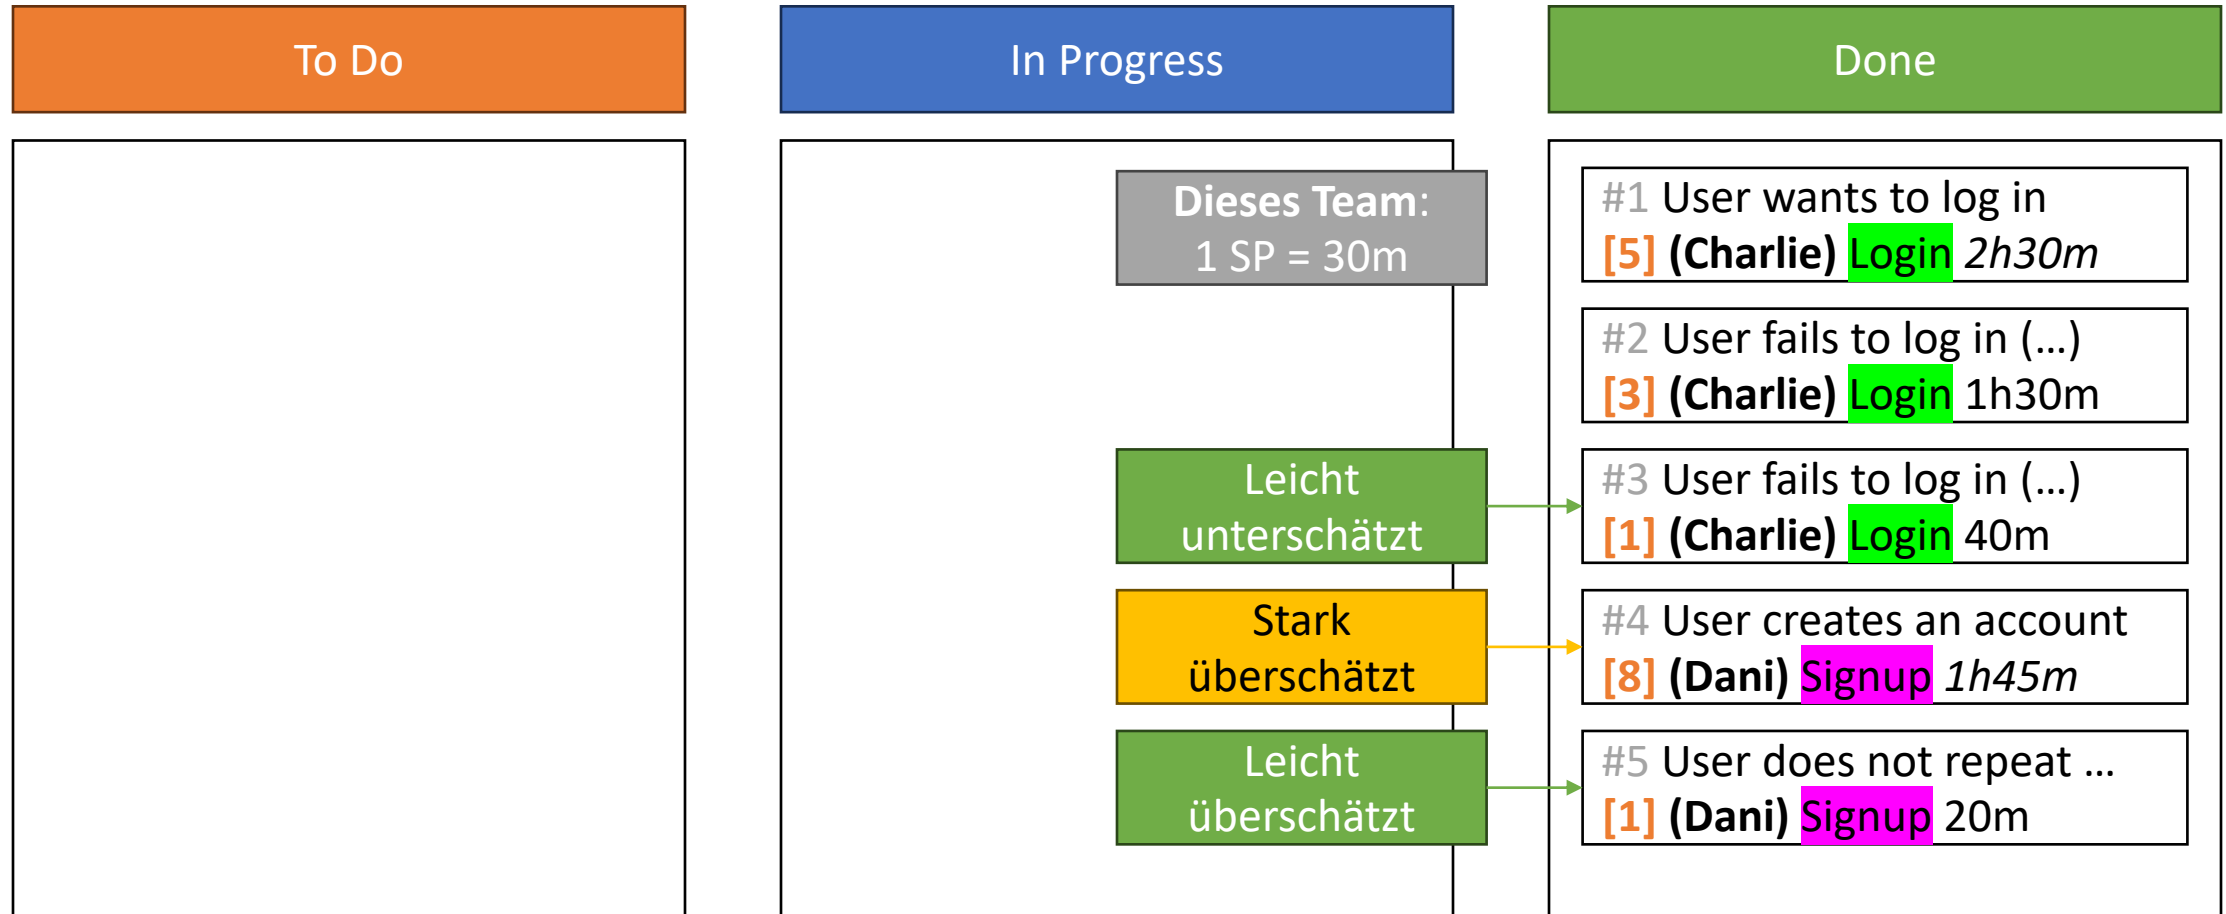 To Do
In Progress
Done
Dieses Team:
1 SP = 30m
#1 User wants to log in
[5] (Charlie) Login 2h30m
#2 User fails to log in (...)
[3] (Charlie) Login 1h30m
Leicht
unterschätzt
#3 User fails to log in (...)
[1] (Charlie) Login 40m
Stark
überschätzt
#4 User creates an account
[8] (Dani) Signup 1h45m
Leicht
überschätzt
#5 User does not repeat ...
[1] (Dani) Signup 20m